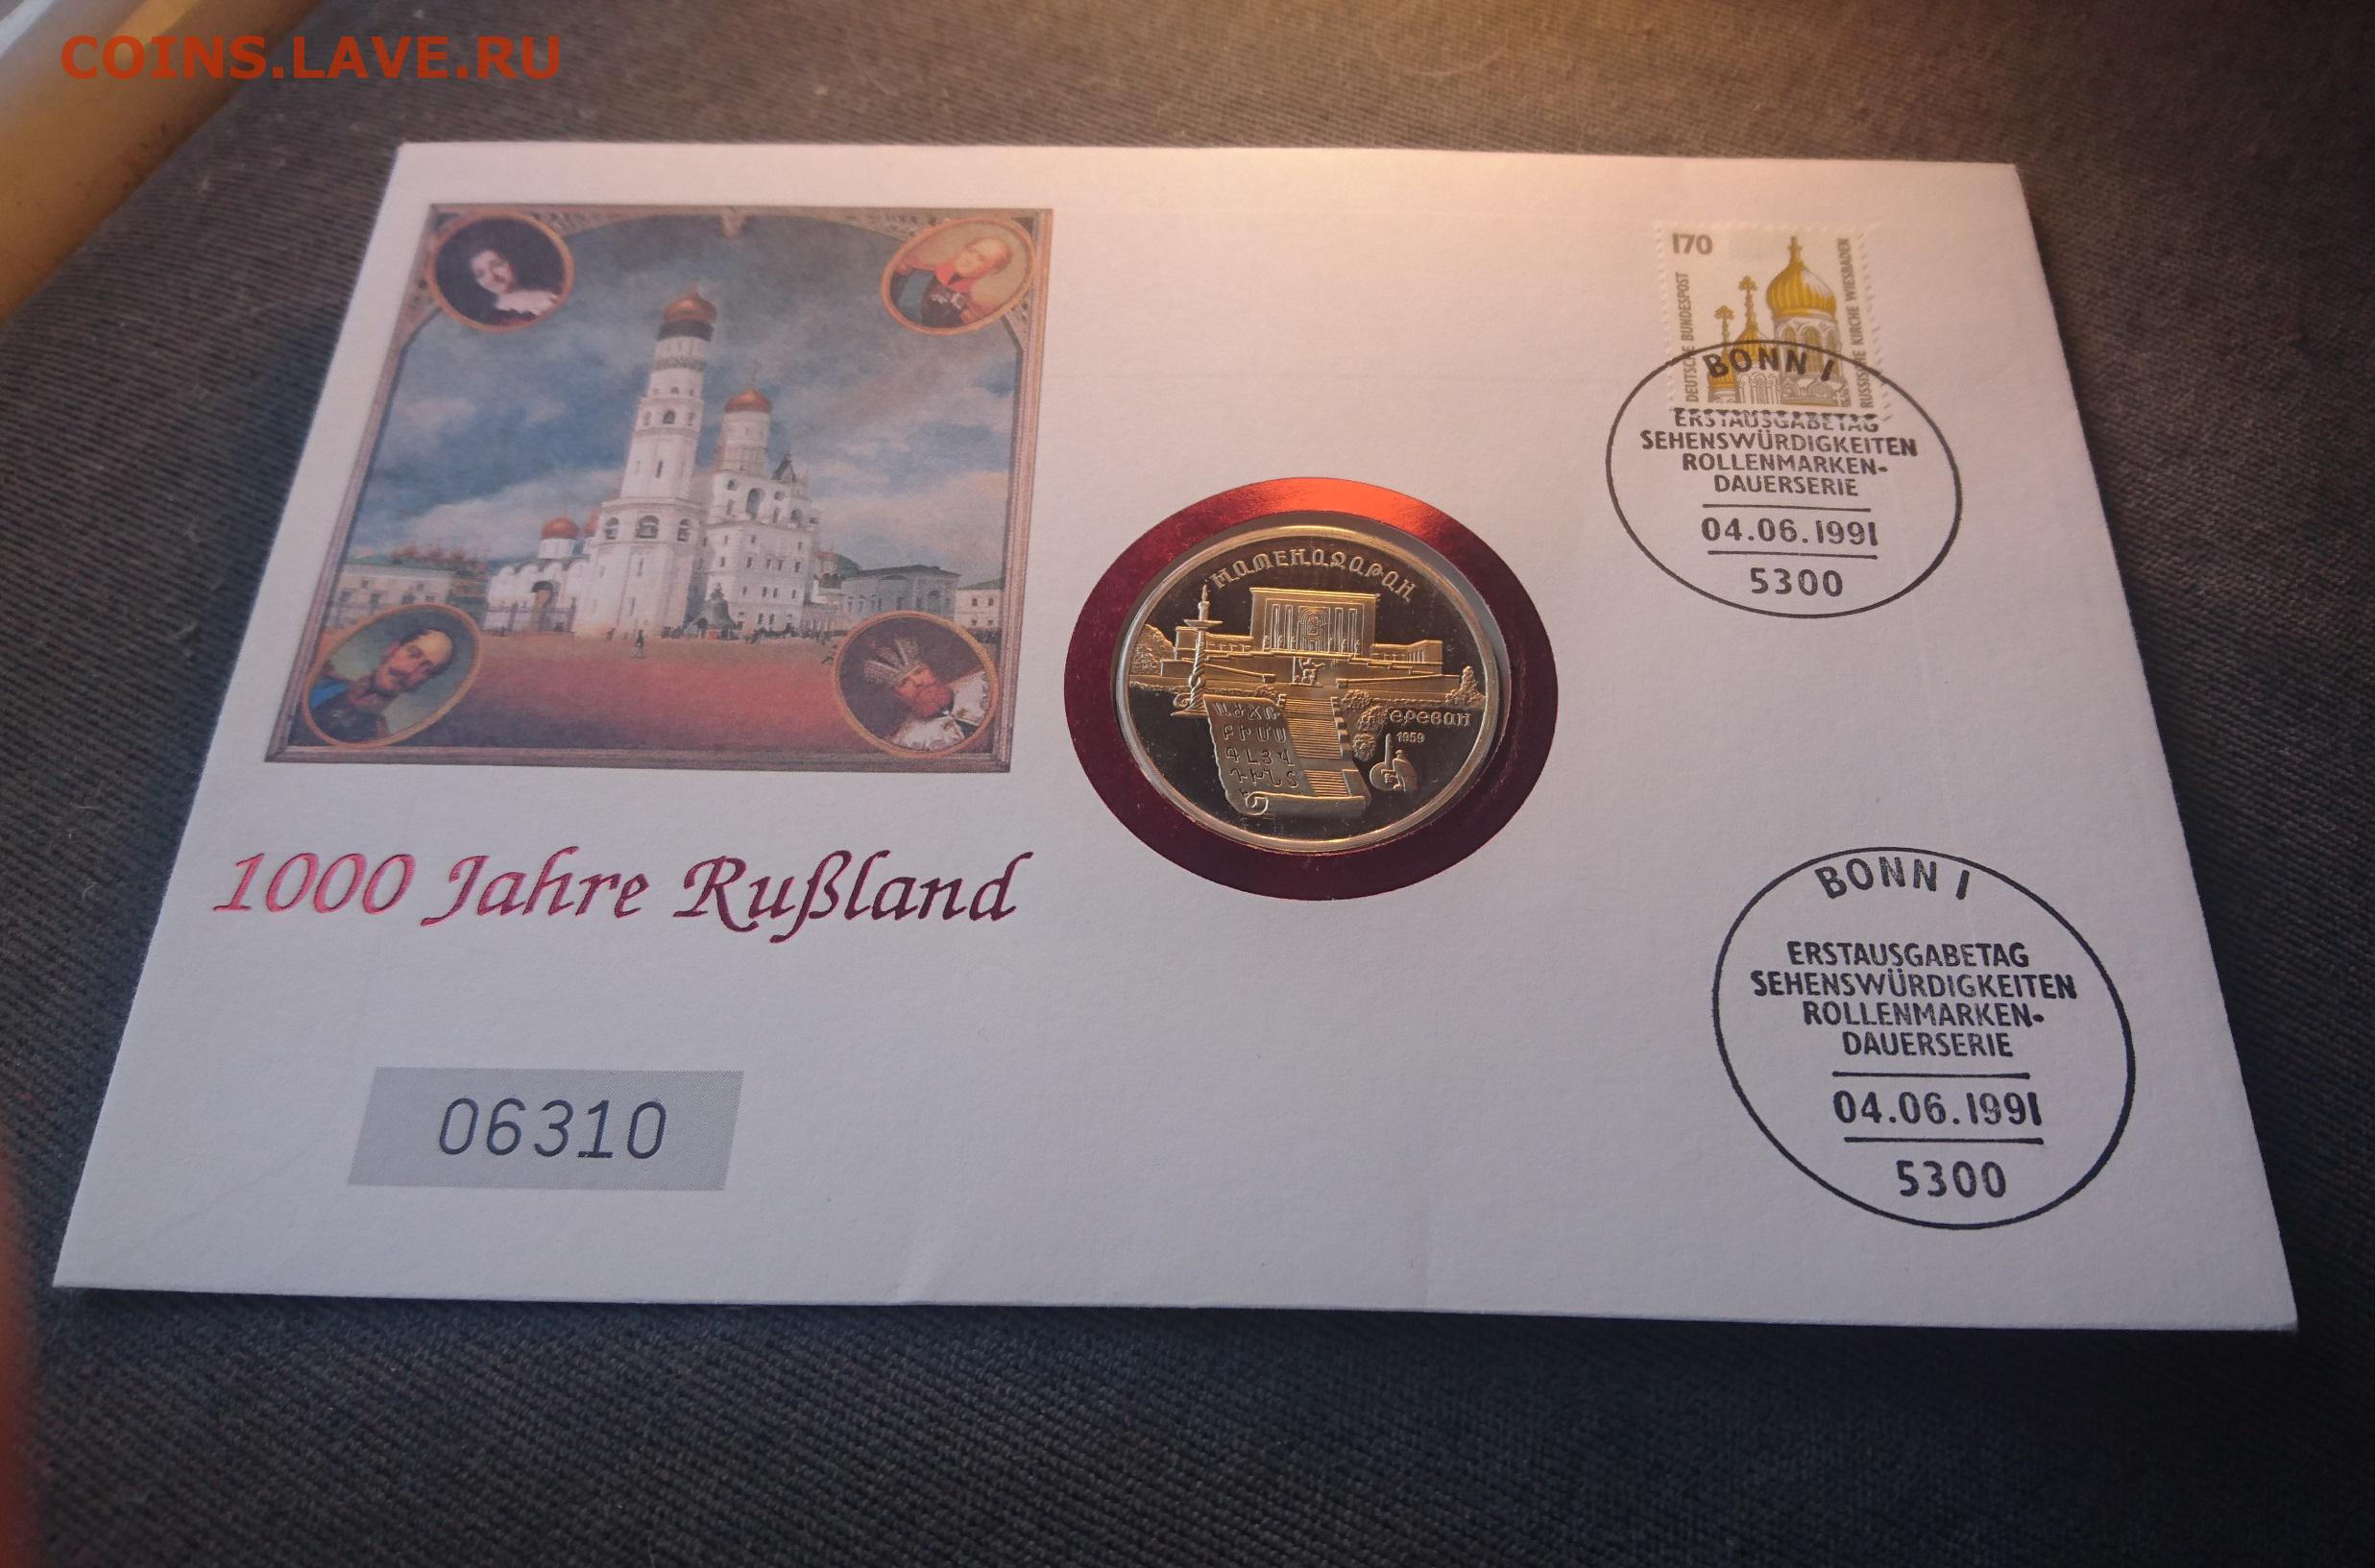 COINS.LAVE.RU
170
DEUTSCHE BUNDESPOST
RUSSISCHE KIRCHE WIESBADEN
BONN 1
ERSTAUSGABETAG
SEHENSWÜRDIGKEITEN
ROLLENMARKEN-
DAUERSERIE
04.06.1991
5300
МАТЕНАДАРАН
Ереван
1959
1000 Jahre Rußland
BONN 1
ERSTAUSGABETAG
SEHENSWÜRDIGKEITEN
ROLLENMARKEN-
DAUERSERIE
04.06.1991
5300
06310